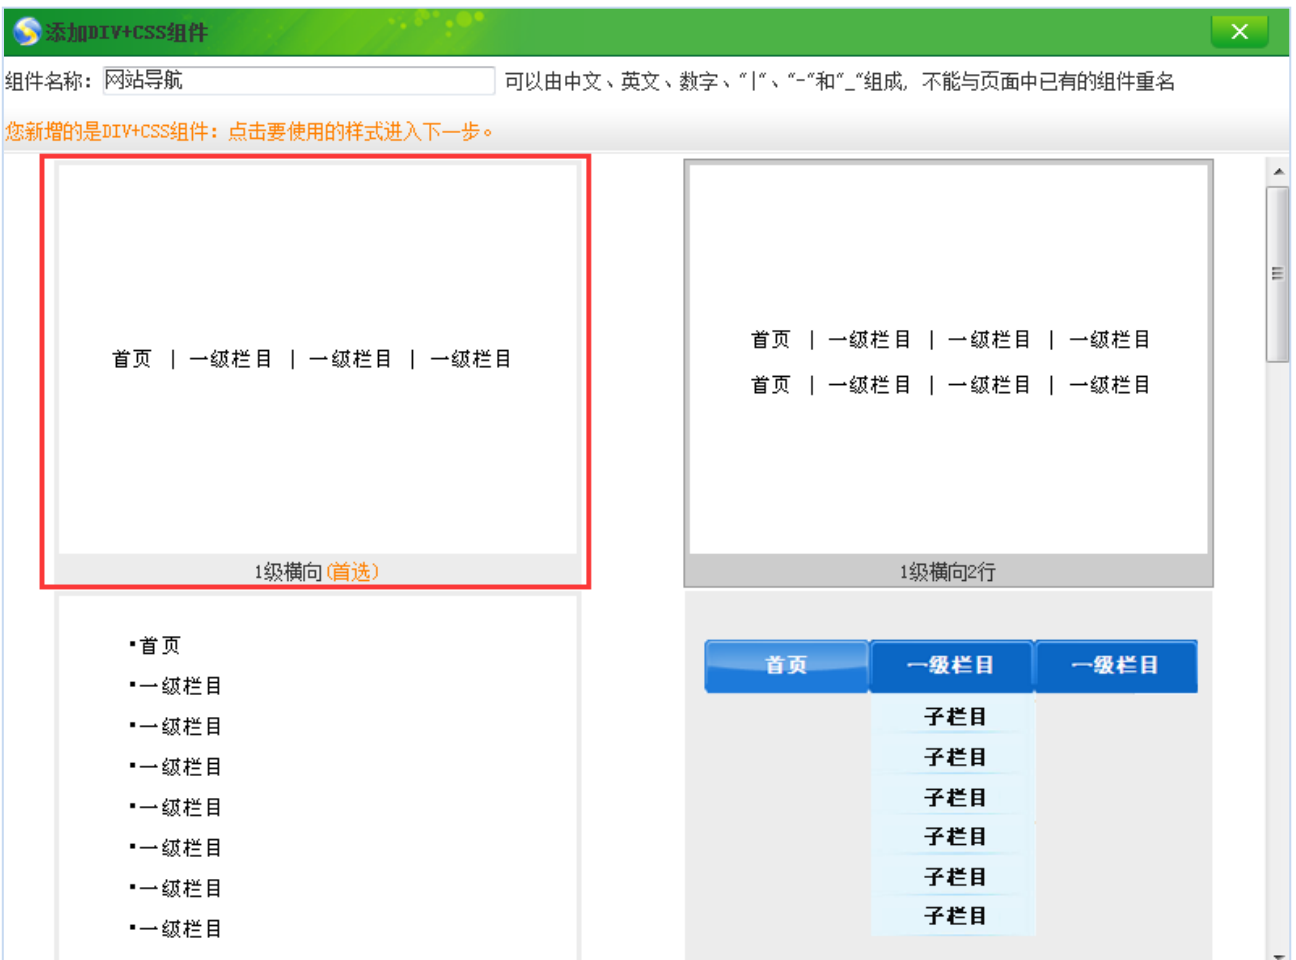 添加DIV+CSS组件
组件名称： 网站导航 可以由中文、英文、数字、"|"、"-"和"_"组成, 不能与页面中已有的组件重名
您新增的是DIV+CSS组件：点击要使用的样式进入下一步。
首页 | 一级栏目 | 一级栏目 | 一级栏目
1级横向(首选)
首页 | 一级栏目 | 一级栏目 | 一级栏目
首页 | 一级栏目 | 一级栏目 | 一级栏目
1级横向2行
▪首页
▪一级栏目
▪一级栏目
▪一级栏目
▪一级栏目
▪一级栏目
▪一级栏目
▪一级栏目
首页 一级栏目 一级栏目
子栏目
子栏目
子栏目
子栏目
子栏目
子栏目